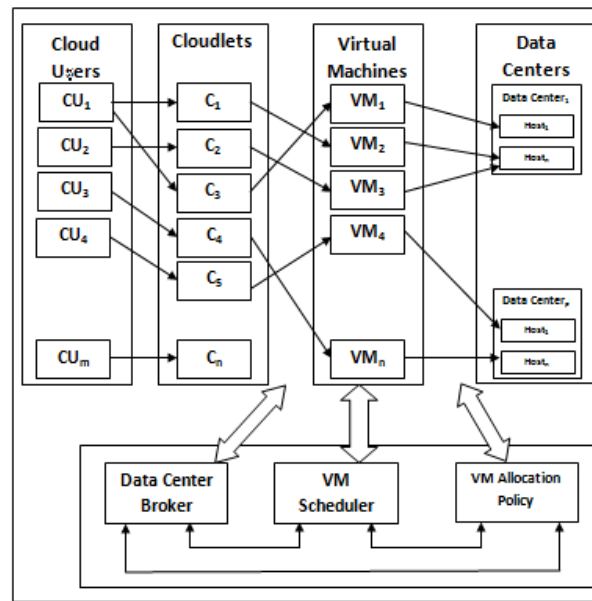 Cloud
Users
CU₁
CU₂
CU₃
CU₄
CUₘ
Cloudlets
C₁
C₂
C₃
C₄
C₅
Cₙ
Virtual
Machines
VM₁
VM₂
VM₃
VM₄
VMₙ
Data
Centers
Data Center₁
Host₁
Hostₙ
Data Centerₚ
Host₁
Hostₙ
Data Center
Broker
VM
Scheduler
VM Allocation
Policy